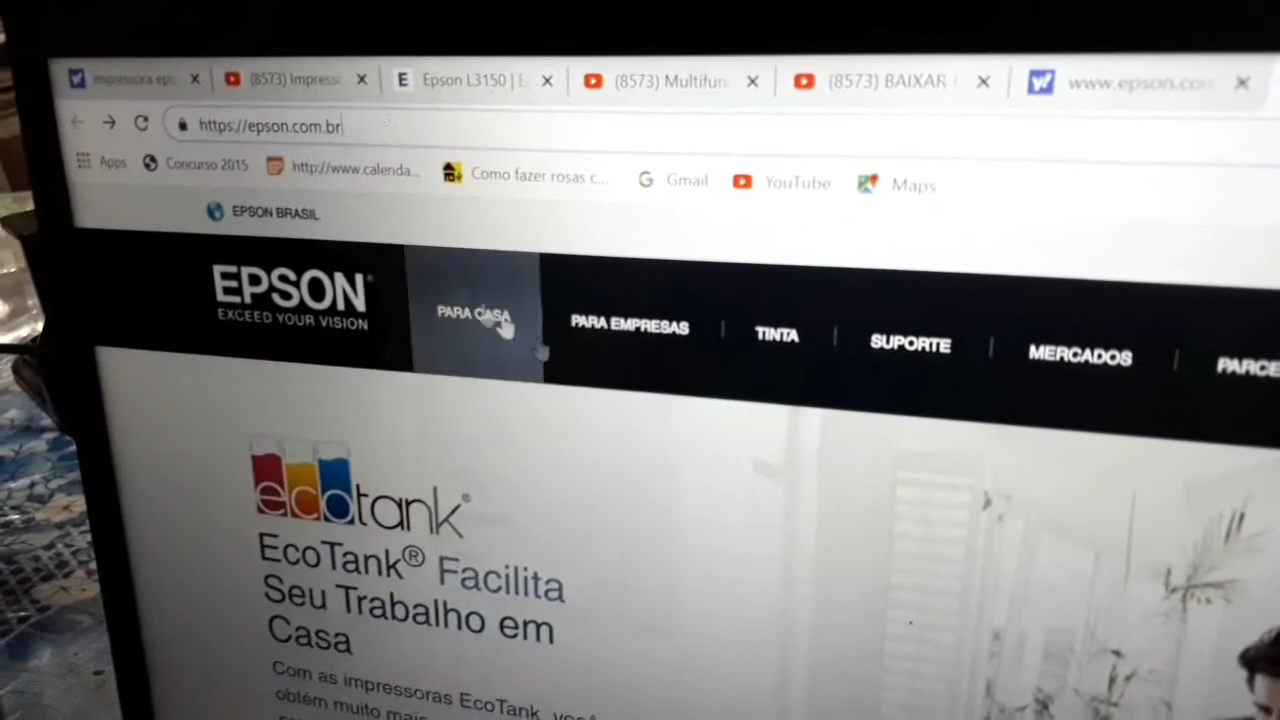 impressora ep
(8573) Impress
Epson L3150 | E
(8573) Multifun
(8573) BAIXAR
www.epson.com
https://epson.com.br
Apps
Concurso 2015
http://www.calenda...
Como fazer rosas c...
Gmail
YouTube
Maps
EPSON BRASIL
EPSON®
EXCEED YOUR VISION
PARA CASA
PARA EMPRESAS
TINTA
SUPORTE
MERCADOS
PARCE
ecotank®
EcoTank® Facilita
Seu Trabalho em
Casa
Com as impressoras EcoTank, você
obtém muito mais